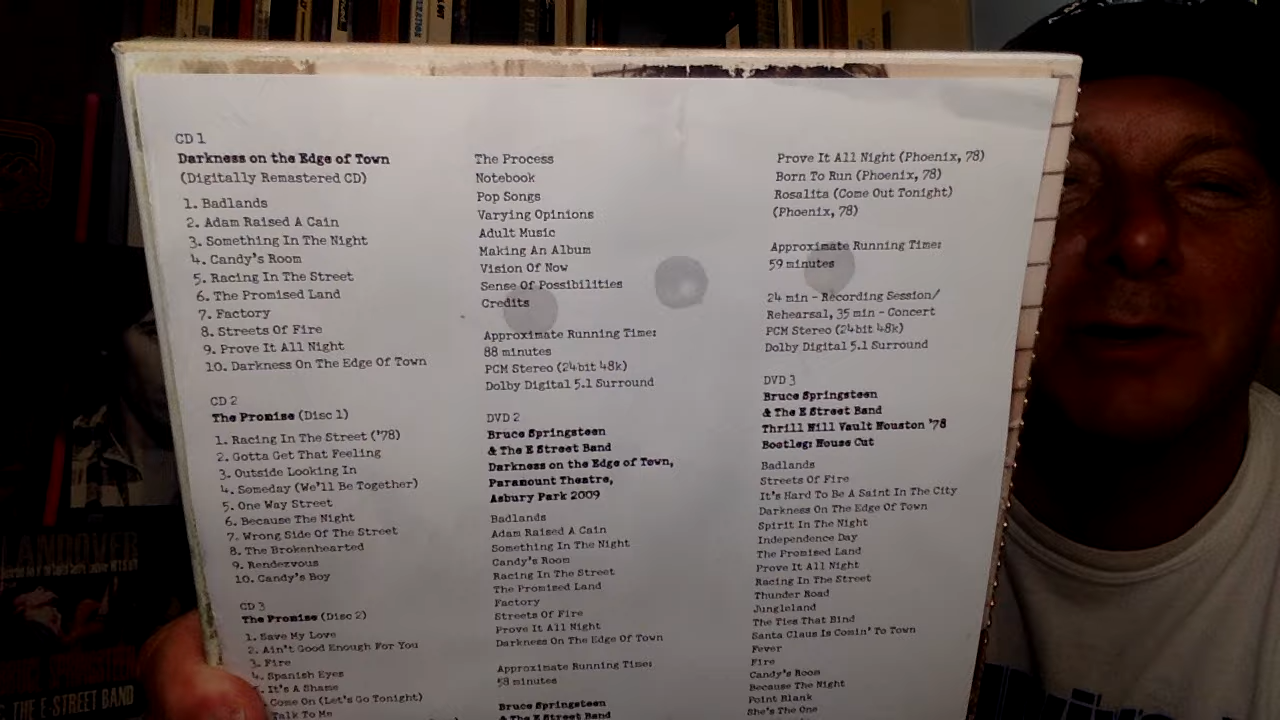 CD 1
Darkness on the Edge of Town
(Digitally Remastered CD)
1. Badlands
2. Adam Raised A Cain
3. Something In The Night
4. Candy's Room
5. Racing In The Street
6. The Promised Land
7. Factory
8. Streets Of Fire
9. Prove It All Night
10. Darkness On The Edge Of Town
CD 2
The Promise (Disc 1)
1. Racing In The Street ('78)
2. Gotta Get That Feeling
3. Outside Looking In
4. Someday (We'll Be Together)
5. One Way Street
6. Because The Night
7. Wrong Side Of The Street
8. The Brokenhearted
9. Rendezvous
10. Candy's Boy
CD 3
The Promise (Disc 2)
1. Save My Love
2. Ain't Good Enough For You
3. Fire
4. Spanish Eyes
5. It's A Shame
Come On (Let's Go Tonight)
Talk To Me
The Process
Notebook
Pop Songs
Varying Opinions
Adult Music
Making An Album
Vision Of Now
Sense Of Possibilities
Credits
Approximate Running Time:
88 minutes
PCM Stereo (24bit 48k)
Dolby Digital 5.1 Surround
DVD 2
Bruce Springsteen
& The E Street Band
Darkness on the Edge of Town,
Paramount Theatre,
Asbury Park 2009
Badlands
Adam Raised A Cain
Something In The Night
Candy's Room
Racing In The Street
The Promised Land
Factory
Streets Of Fire
Prove It All Night
Darkness On The Edge Of Town
Approximate Running Time:
58 minutes
Bruce Springsteen
& The E Street Band
Prove It All Night (Phoenix, 78)
Born To Run (Phoenix, 78)
Rosalita (Come Out Tonight)
(Phoenix, 78)
Approximate Running Time:
59 minutes
24 min - Recording Session/
Rehearsal, 35 min - Concert
PCM Stereo (24bit 48k)
Dolby Digital 5.1 Surround
DVD 3
Bruce Springsteen
& The E Street Band
Thrill Hill Vault Houston '78
Bootleg: House Cut
Badlands
Streets Of Fire
It's Hard To Be A Saint In The City
Darkness On The Edge Of Town
Spirit In The Night
Independence Day
The Promised Land
Prove It All Night
Racing In The Street
Thunder Road
Jungleland
The Ties That Bind
Santa Claus Is Comin' To Town
Fever
Fire
Candy's Room
Because The Night
Point Blank
She's The One
LANDOVER
THE E STREET BAND